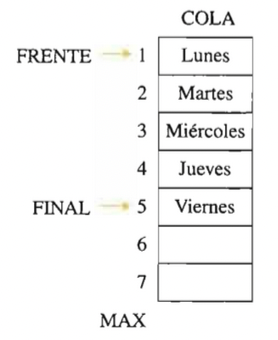 COLA
FRENTE 1 Lunes
2 Martes
3 Miércoles
4 Jueves
FINAL 5 Viernes
6
7
MAX